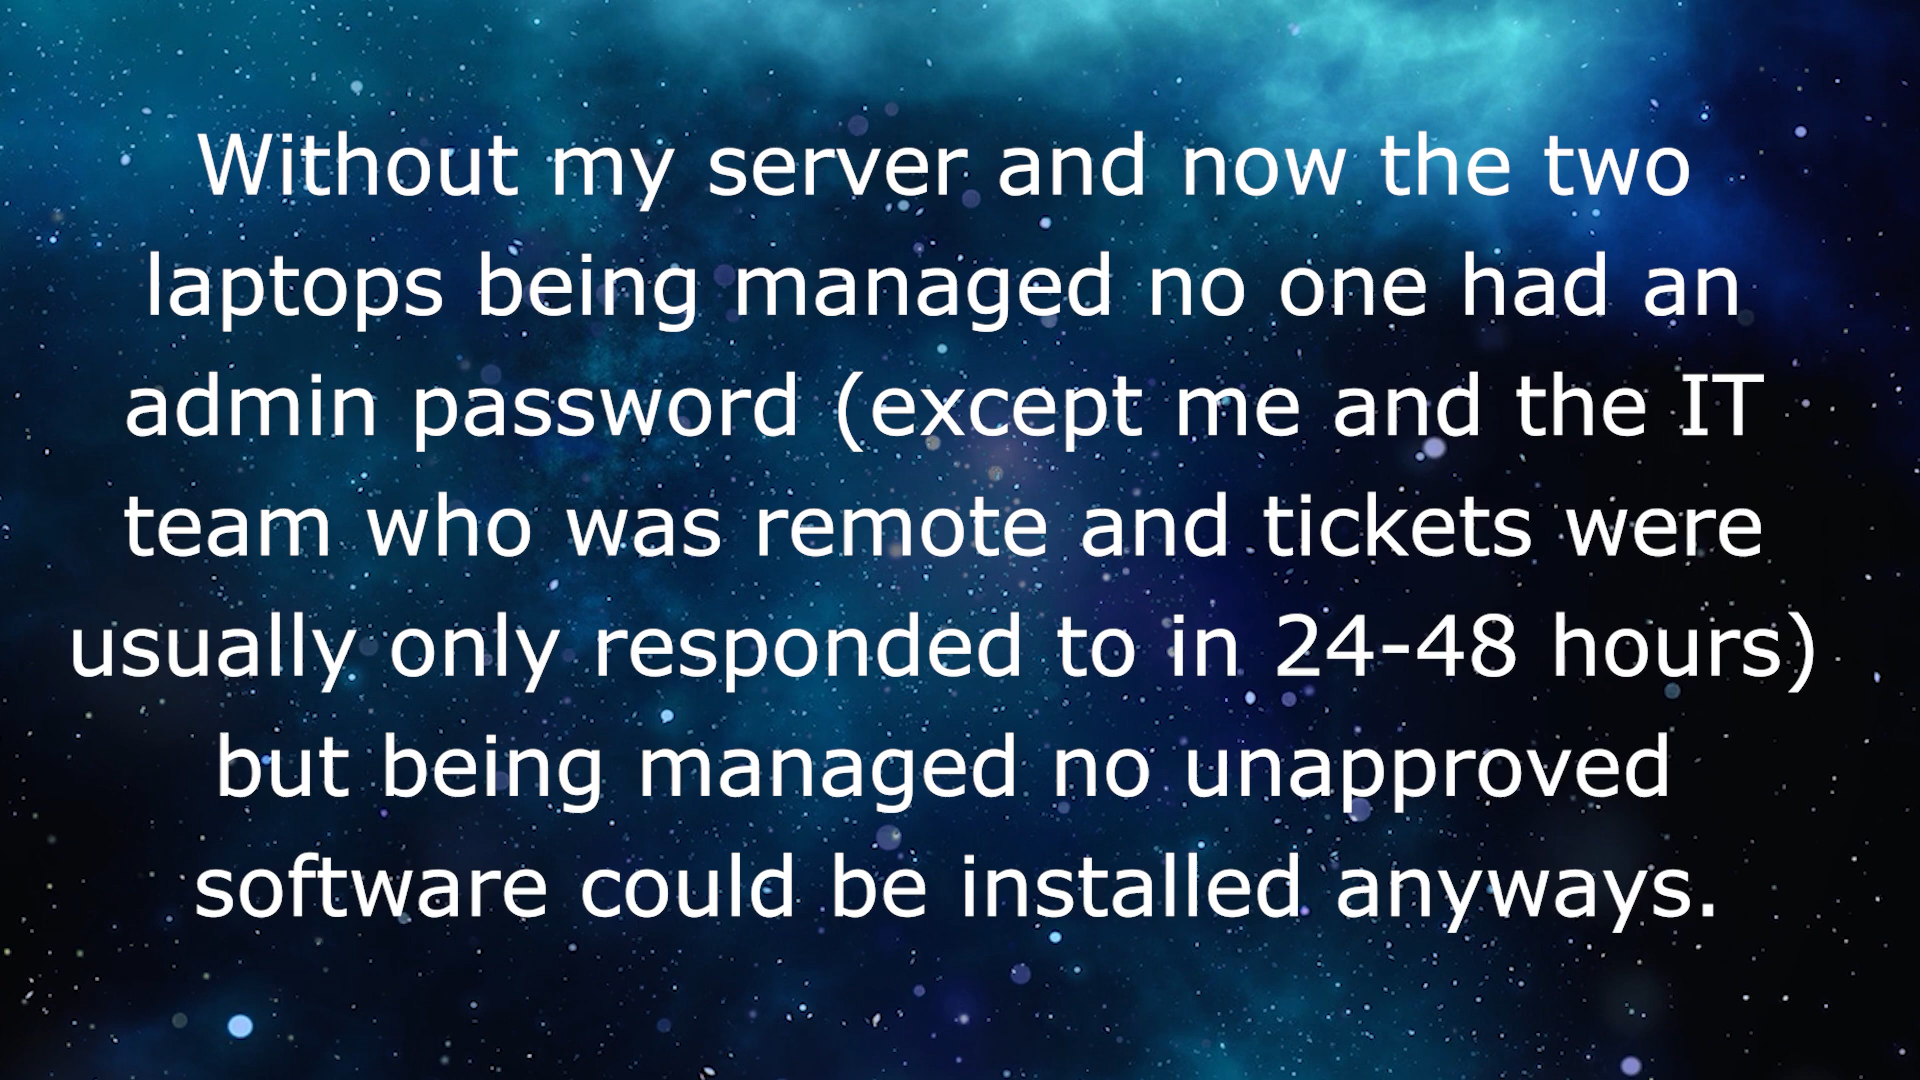 Without my server and now the two
laptops being managed no one had an
admin password (except me and the IT
team who was remote and tickets were
usually only responded to in 24-48 hours)
but being managed no unapproved
software could be installed anyways.